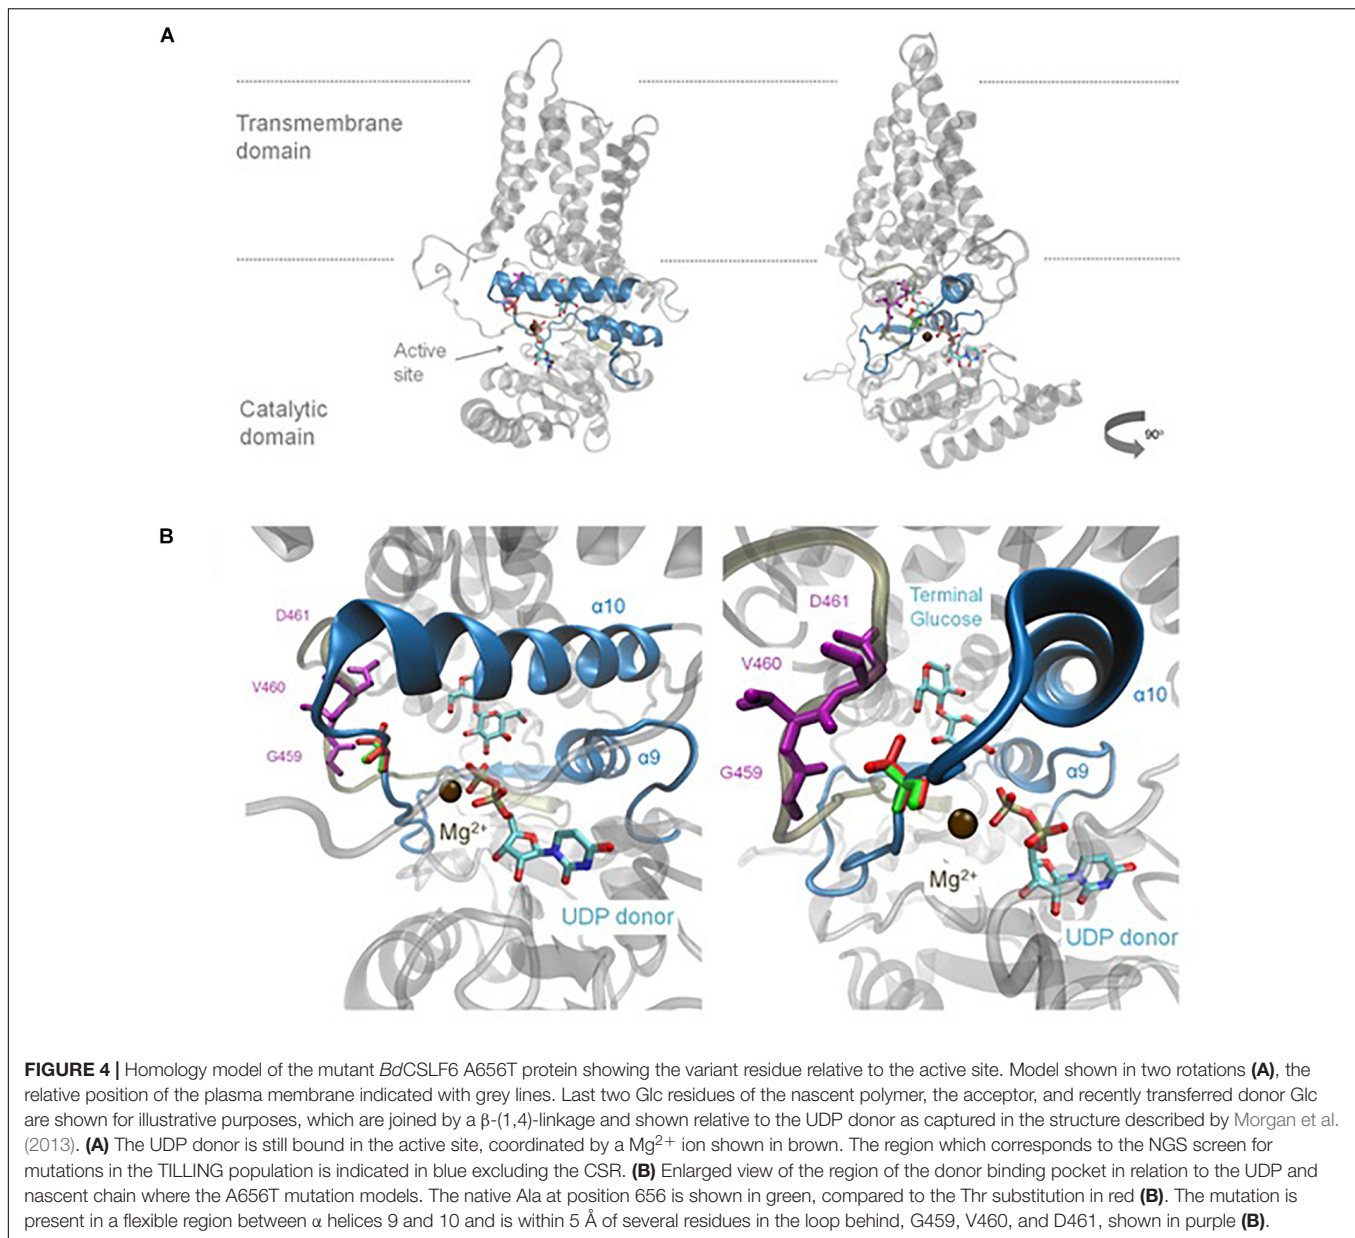 A
Transmembrane
domain
Active
site
Catalytic
domain
90°
B
D461
α10
V460
G459
α9
Mg2+
UDP donor
D461
Terminal
Glucose
V460
α10
G459
α9
Mg2+
UDP donor
FIGURE 4 | Homology model of the mutant BdCSLF6 A656T protein showing the variant residue relative to the active site. Model shown in two rotations (A), the
relative position of the plasma membrane indicated with grey lines. Last two Glc residues of the nascent polymer, the acceptor, and recently transferred donor Glc
are shown for illustrative purposes, which are joined by a β-(1,4)-linkage and shown relative to the UDP donor as captured in the structure described by Morgan et al.
(2013). (A) The UDP donor is still bound in the active site, coordinated by a Mg2+ ion shown in brown. The region which corresponds to the NGS screen for
mutations in the TILLING population is indicated in blue excluding the CSR. (B) Enlarged view of the region of the donor binding pocket in relation to the UDP and
nascent chain where the A656T mutation models. The native Ala at position 656 is shown in green, compared to the Thr substitution in red (B). The mutation is
present in a flexible region between α helices 9 and 10 and is within 5 Å of several residues in the loop behind, G459, V460, and D461, shown in purple (B).